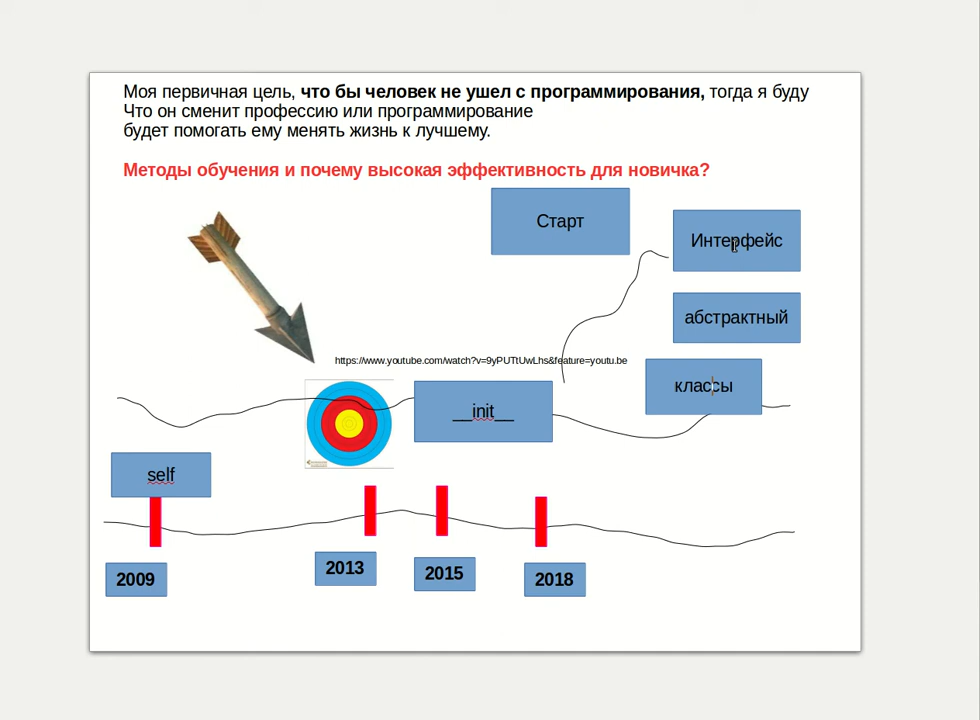 Моя первичная цель, что бы человек не ушел с программирования, тогда я буду
Что он сменит профессию или программирование
будет помогать ему менять жизнь к лучшему.
Методы обучения и почему высокая эффективность для новичка?
Старт
Интерфейс
абстрактный
https://www.youtube.com/watch?v=9yPUTtUwLhs&feature=youtu.be
классы
__init__
self
2009
2013
2015
2018